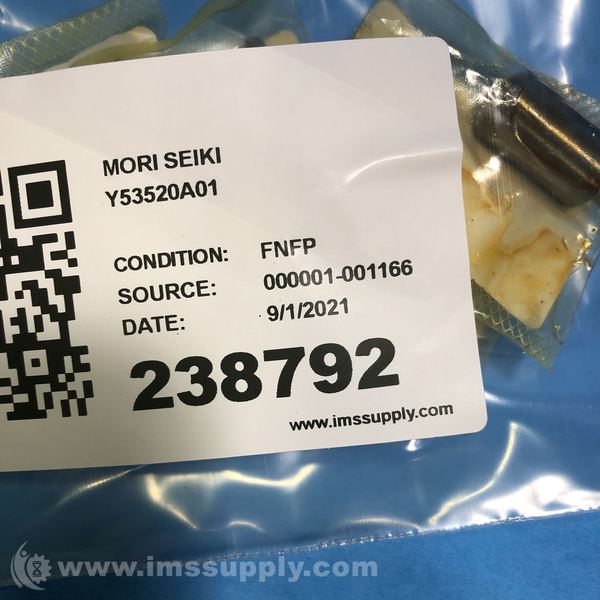 MORI SEIKI
Y53520A01
CONDITION: FNFP
SOURCE: 000001-001166
DATE: 9/1/2021
238792
www.imssupply.com
www.imssupply.com